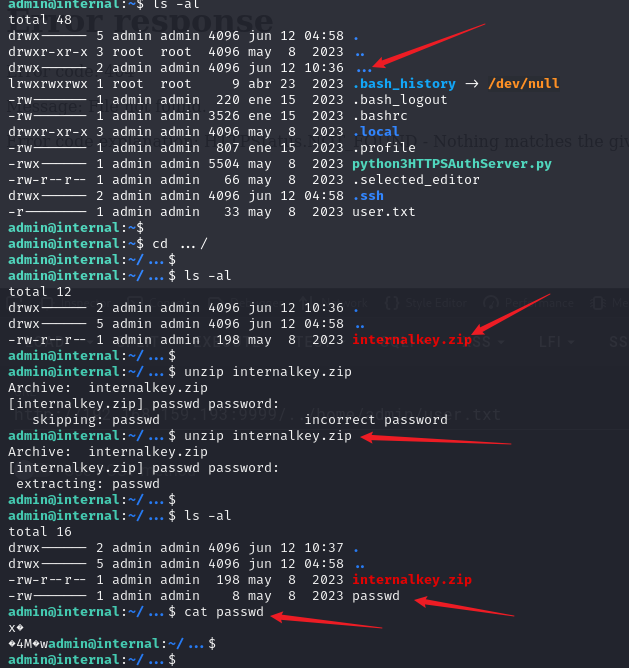 admin@internal:~$ ls -al
total 48
drwx------ 5 admin admin 4096 jun 12 04:58 .
drwxr-xr-x 3 root  root  4096 may  8  2023 ..
drwx------ 2 admin admin 4096 jun 12 10:36 ...
lrwxrwxrwx 1 root  root     9 abr 23  2023 .bash_history -> /dev/null
-rw------- 1 admin admin  220 ene 15  2023 .bash_logout
-rw------- 1 admin admin 3526 ene 15  2023 .bashrc
drwxr-xr-x 3 admin admin 4096 may  8  2023 .local
-rw------- 1 admin admin  807 ene 15  2023 .profile
-rwx------ 1 admin admin 5504 may  8  2023 python3HTTPSAuthServer.py
-rw-r--r-- 1 admin admin   66 may  8  2023 .selected_editor
drwx------ 2 admin admin 4096 jun 12 04:58 .ssh
-r-------- 1 admin admin   33 may  8  2023 user.txt
admin@internal:~$
admin@internal:~$ cd .../
admin@internal:~/...$
admin@internal:~/...$ ls -al
total 12
drwx------ 2 admin admin 4096 jun 12 10:36 .
drwx------ 5 admin admin 4096 jun 12 04:58 ..
-rw-r--r-- 1 admin admin  198 may  8  2023 internalkey.zip
admin@internal:~/...$
admin@internal:~/...$ unzip internalkey.zip
Archive:  internalkey.zip
[internalkey.zip] passwd password:
   skipping: passwd                  incorrect password
admin@internal:~/...$ unzip internalkey.zip
Archive:  internalkey.zip
[internalkey.zip] passwd password:
 extracting: passwd
admin@internal:~/...$
admin@internal:~/...$ ls -al
total 16
drwx------ 2 admin admin 4096 jun 12 10:37 .
drwx------ 5 admin admin 4096 jun 12 04:58 ..
-rw-r--r-- 1 admin admin  198 may  8  2023 internalkey.zip
-rw------- 1 admin admin    8 may  8  2023 passwd
admin@internal:~/...$ cat passwd
x�
�4M�wadmin@internal:~/...$
admin@internal:~/...$